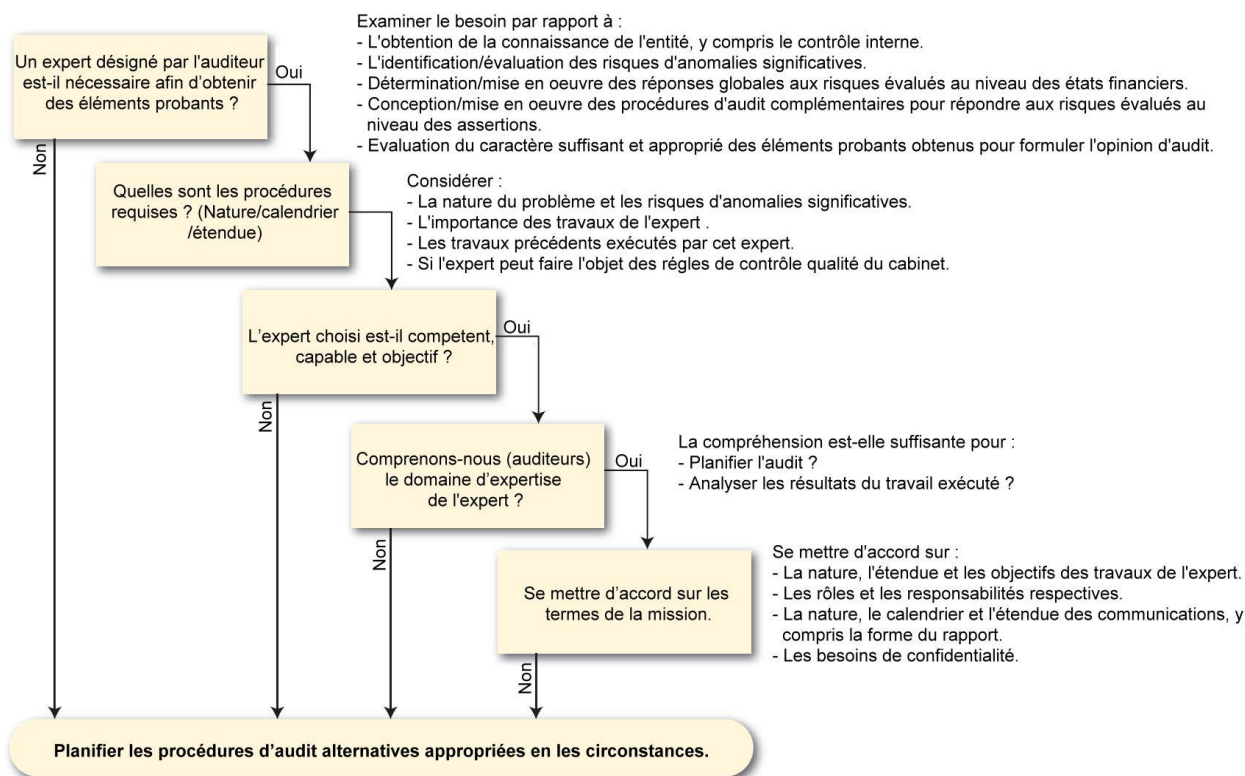 Examiner le besoin par rapport à :
- L'obtention de la connaissance de l'entité, y compris le contrôle interne.
- L'identification/évaluation des risques d'anomalies significatives.
- Détermination/mise en oeuvre des réponses globales aux risques évalués au niveau des états financiers.
- Conception/mise en oeuvre des procédures d'audit complémentaires pour répondre aux risques évalués au
niveau des assertions.
- Evaluation du caractère suffisant et approprié des éléments probants obtenus pour formuler l'opinion d'audit.
Un expert désigné par l'auditeur
est-il nécessaire afin d’obtenir
des éléments probants ?
Oui
Non
Quelles sont les procédures
requises ? (Nature/calendrier
/étendue)
Considérer :
- La nature du problème et les risques d'anomalies significatives.
- L'importance des travaux de l'expert .
- Les travaux précédents exécutés par cet expert.
- Si l'expert peut faire l'objet des régles de contrôle qualité du cabinet.
L’expert choisi est-il competent,
capable et objectif ?
Oui
Non
Comprenons-nous (auditeurs)
le domaine d’expertise
de l'expert ?
Oui
Non
La compréhension est-elle suffisante pour :
- Planifier l'audit ?
- Analyser les résultats du travail exécuté ?
Se mettre d’accord sur les
termes de la mission.
Non
Se mettre d'accord sur :
- La nature, l'étendue et les objectifs des travaux de l'expert.
- Les rôles et les responsabilités respectives.
- La nature, le calendrier et l'étendue des communications, y
compris la forme du rapport.
- Les besoins de confidentialité.
Planifier les procédures d’audit alternatives appropriées en les circonstances.